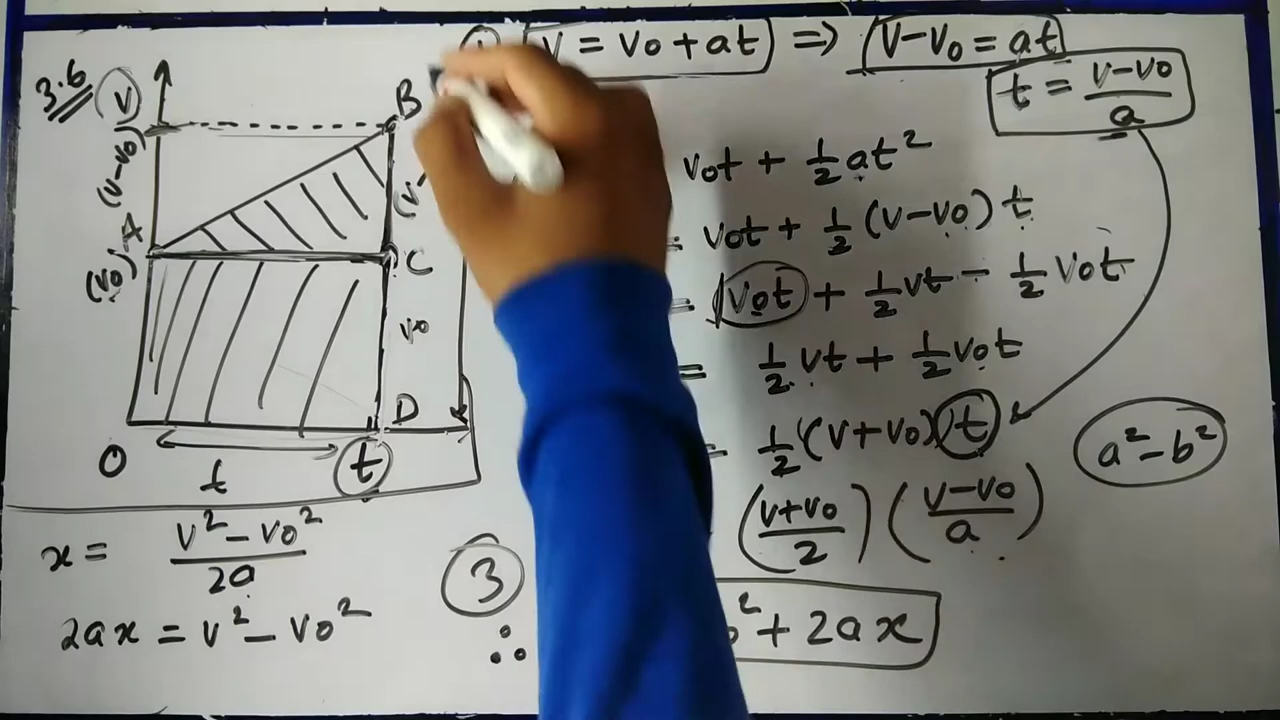 3.6
v
(v-v₀)
(v₀) A
B
C
v₀
D
O
t
t
x = (v² - v₀²)/2a
2ax = v² - v₀²
v = v₀ + at ⇒ v - v₀ = at
t = (v - v₀)/a
v₀t + ½ at²
= v₀t + ½ (v - v₀) t
= v₀t + ½ vt - ½ v₀t
= ½ vt + ½ v₀t
= ½ (v + v₀) t
a² - b²
((v + v₀)/2) ((v - v₀)/a)
3
∴
² + 2ax